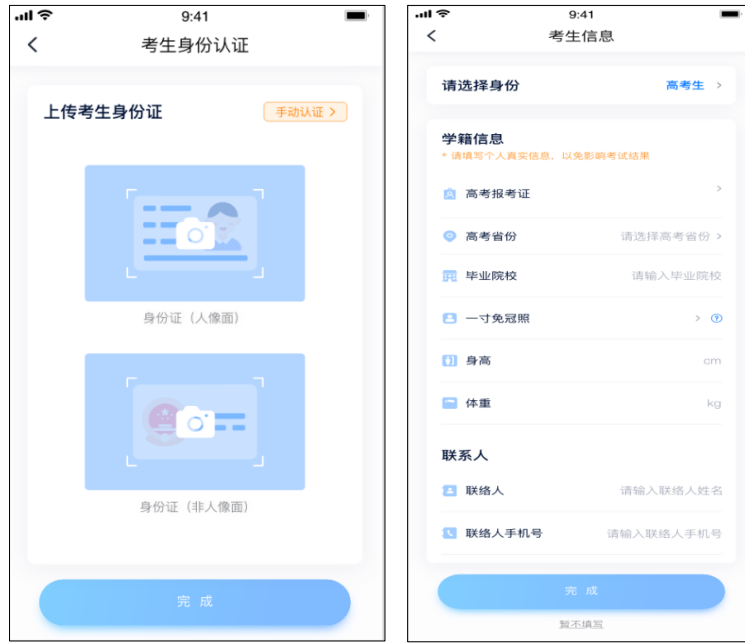 9:41
考生身份认证
上传考生身份证
手动认证 >
身份证（人像面）
身份证（非人像面）
完 成
9:41
考生信息
请选择身份
高考生 >
学籍信息
* 请填写个人真实信息，以免影响考试结果
高考报考证 >
高考省份
请选择高考省份 >
毕业院校
请输入毕业院校
一寸免冠照 >
身高
cm
体重
kg
联系人
联络人
请输入联络人姓名
联络人手机号
请输入联络人手机号
完 成
暂不填写